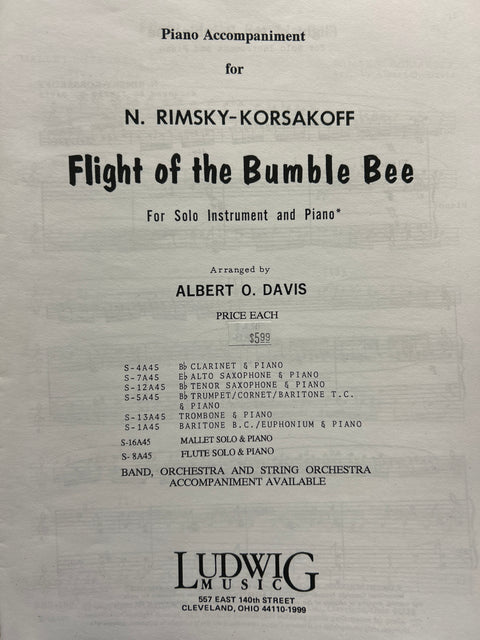 Piano Accompaniment
for
N. RIMSKY-KORSAKOFF
Flight of the Bumble Bee
For Solo Instrument and Piano*
Arranged by
ALBERT O. DAVIS
PRICE EACH
$5.99
S-4A45 B♭ CLARINET & PIANO
S-7A45 E♭ ALTO SAXOPHONE & PIANO
S-12A45 B♭ TENOR SAXOPHONE & PIANO
S-5A45 B♭ TRUMPET/CORNET/BARITONE T.C.
& PIANO
S-13A45 TROMBONE & PIANO
S-1A45 BARITONE B.C./EUPHONIUM & PIANO
S-16A45 MALLET SOLO & PIANO
S- 8A45 FLUTE SOLO & PIANO
BAND, ORCHESTRA AND STRING ORCHESTRA
ACCOMPANIMENT AVAILABLE
LUDWIG
MUSIC
557 EAST 140th STREET
CLEVELAND, OHIO 44110-1999